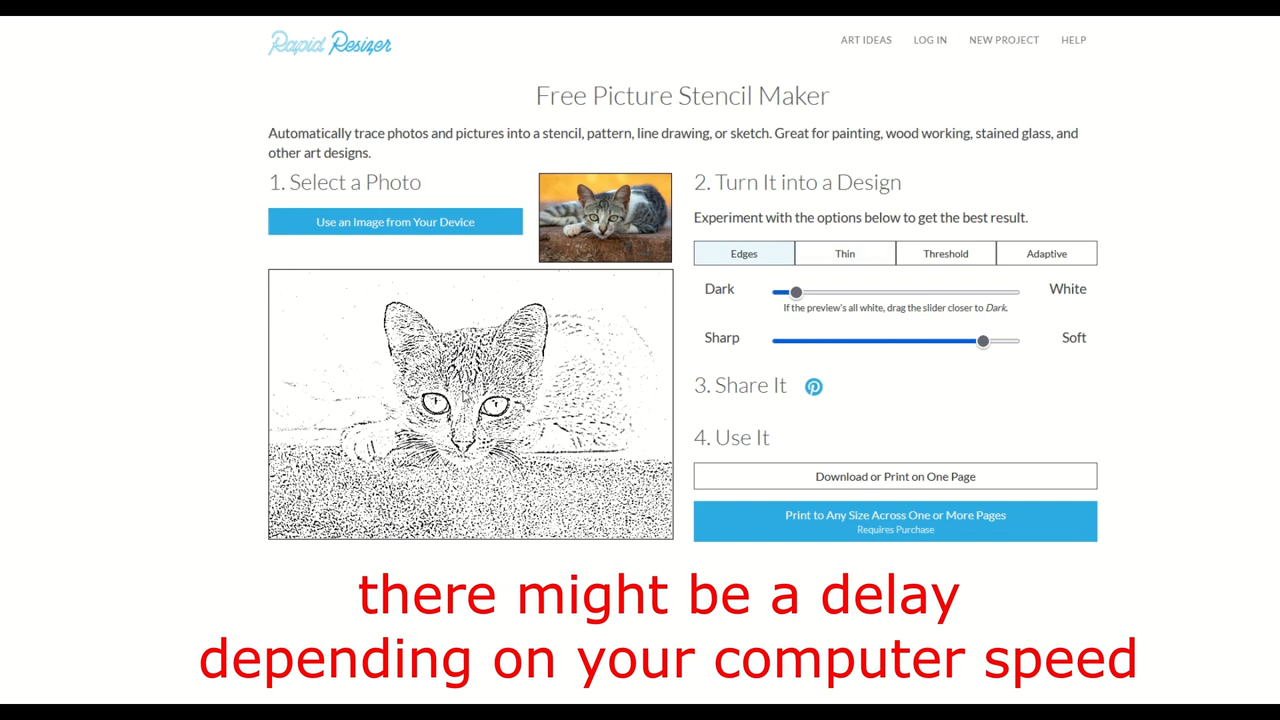 Rapid Resizer
ART IDEAS LOG IN NEW PROJECT HELP
Free Picture Stencil Maker
Automatically trace photos and pictures into a stencil, pattern, line drawing, or sketch. Great for painting, wood working, stained glass, and
other art designs.
1. Select a Photo
Use an Image from Your Device
2. Turn It into a Design
Experiment with the options below to get the best result.
Edges Thin Threshold Adaptive
Dark White
If the preview's all white, drag the slider closer to Dark.
Sharp Soft
3. Share It
4. Use It
Download or Print on One Page
Print to Any Size Across One or More Pages
Requires Purchase
there might be a delay
depending on your computer speed